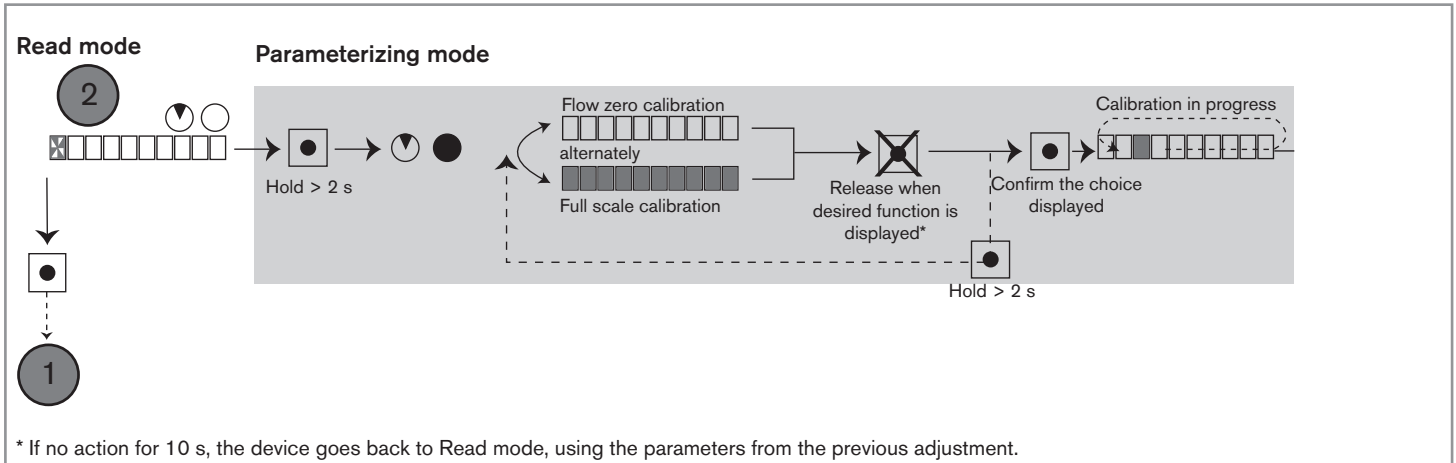 Read mode
Parameterizing mode
2
Flow zero calibration
Calibration in progress
alternately
Hold > 2 s
Full scale calibration
Release when
desired function is
displayed*
Confirm the choice
displayed
Hold > 2 s
1
* If no action for 10 s, the device goes back to Read mode, using the parameters from the previous adjustment.